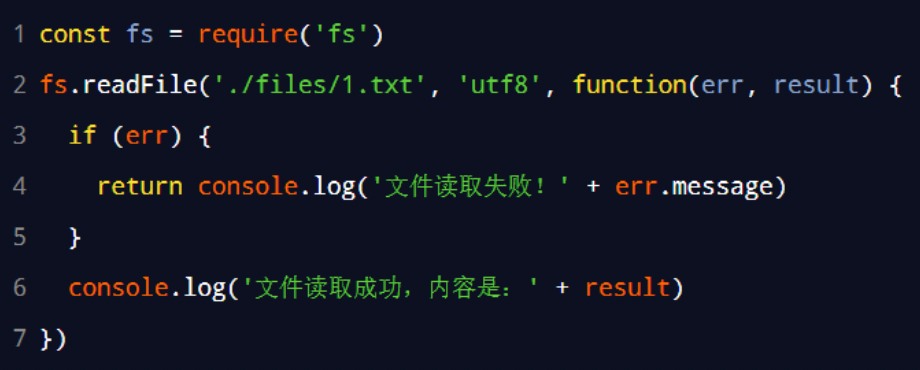 1 const fs = require('fs')
2 fs.readFile('./files/1.txt', 'utf8', function(err, result) {
3 if (err) {
4 return console.log('文件读取失败！' + err.message)
5 }
6 console.log('文件读取成功，内容是：' + result)
7 })